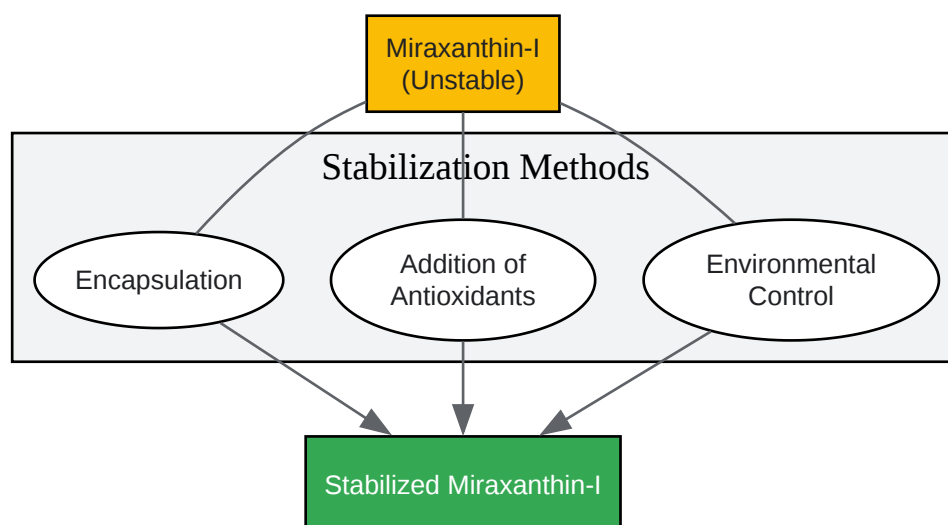 Miraxanthin-I
(Unstable)
Stabilization Methods
Encapsulation
Addition of
Antioxidants
Environmental
Control
Stabilized Miraxanthin-I